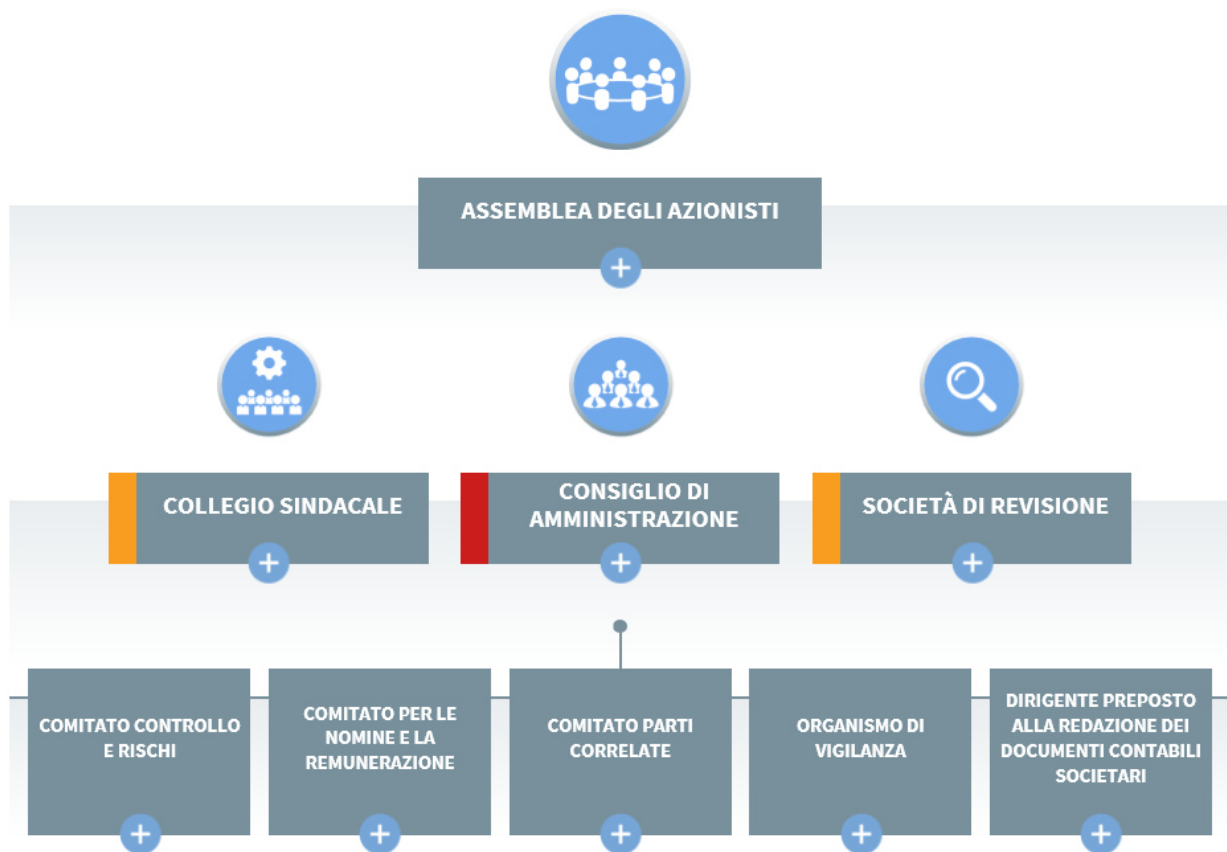 ASSEMBLEA DEGLI AZIONISTI
COLLEGIO SINDACALE
CONSIGLIO DI
AMMINISTRAZIONE
SOCIETÀ DI REVISIONE
COMITATO CONTROLLO
E RISCHI
COMITATO PER LE
NOMINE E LA
REMUNERAZIONE
COMITATO PARTI
CORRELATE
ORGANISMO DI
VIGILANZA
DIRIGENTE PREPOSTO
ALLA REDAZIONE DEI
DOCUMENTI CONTABILI
SOCIETARI